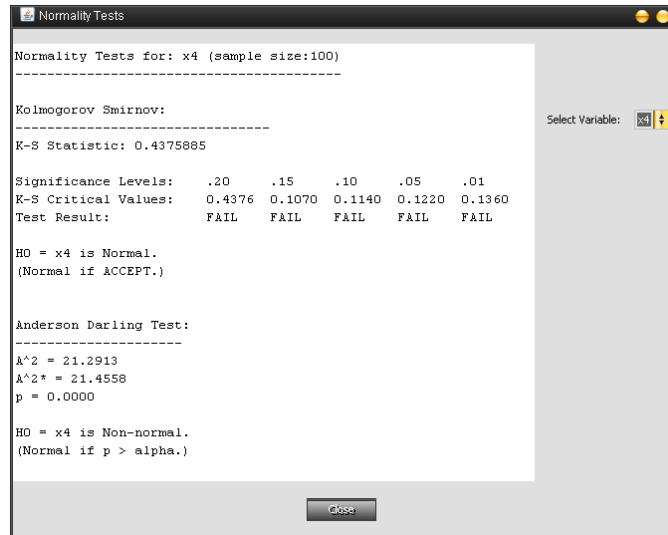 Normality Tests
Normality Tests for: x4 (sample size:100)
-----------------------------------------
Kolmogorov Smirnov:
--------------------------------
K-S Statistic: 0.4375885
Significance Levels: .20 .15 .10 .05 .01
K-S Critical Values: 0.4376 0.1070 0.1140 0.1220 0.1360
Test Result: FAIL FAIL FAIL FAIL FAIL
HO = x4 is Normal.
(Normal if ACCEPT.)
Anderson Darling Test:
---------------------
A^2 = 21.2913
A^2* = 21.4558
p = 0.0000
HO = x4 is Non-normal.
(Normal if p > alpha.)
Select Variable: x4
Close